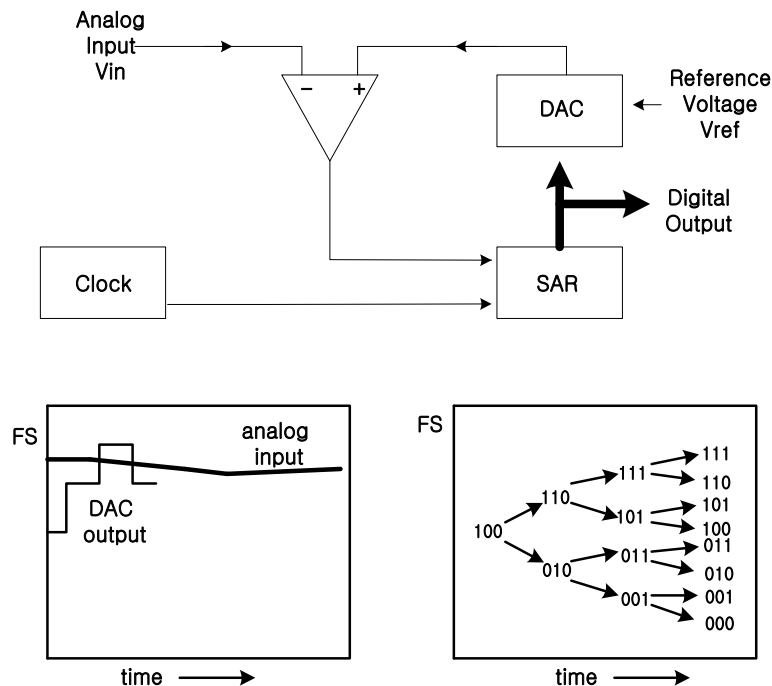 Analog
Input
Vin
−
+
DAC
Reference
Voltage
Vref
Digital
Output
Clock
SAR
FS
analog
input
DAC
output
time
FS
100
110
010
111
101
011
001
111
110
101
100
011
010
001
000
time